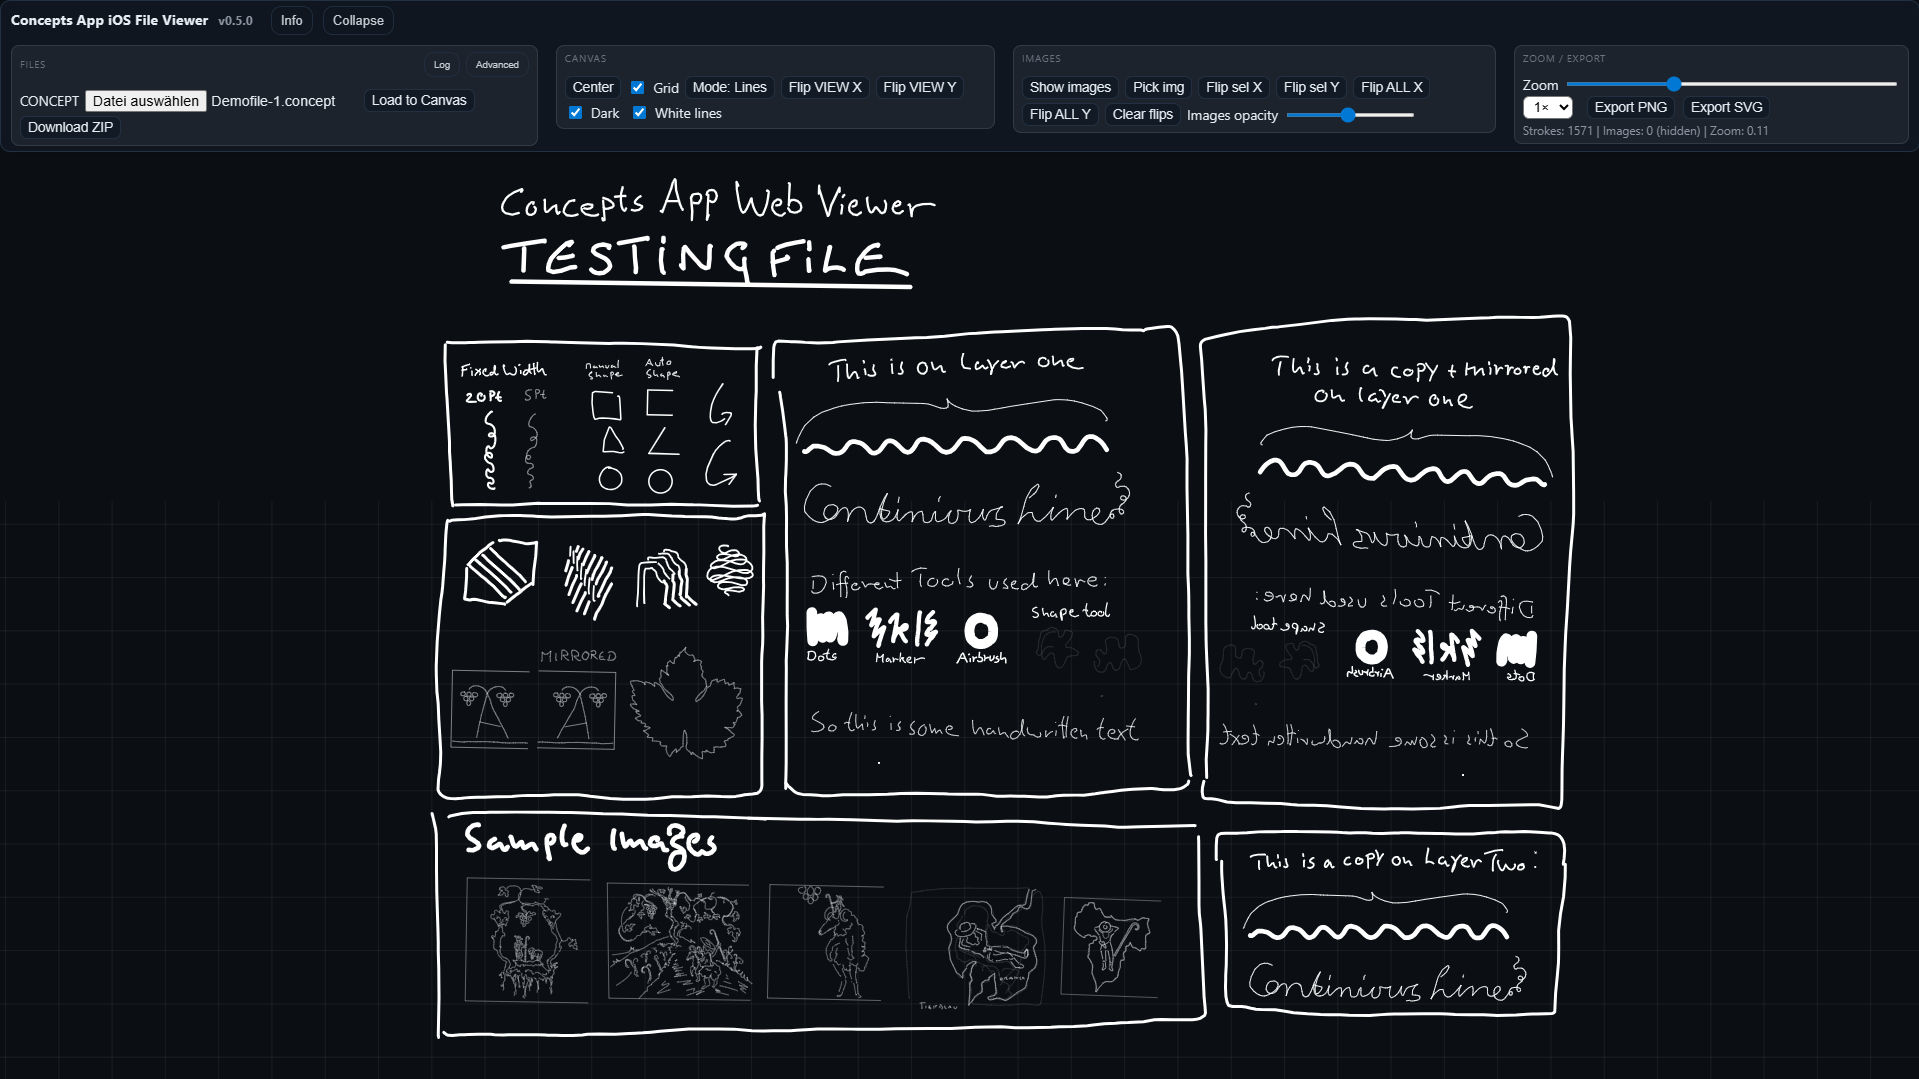 Concepts App iOS File Viewer v0.5.0 Info Collapse
FILES Log Advanced
CONCEPT Datei auswählen Demofile-1.concept Load to Canvas
Download ZIP
CANVAS
Center Grid Mode: Lines Flip VIEW X Flip VIEW Y
Dark White lines
IMAGES
Show images Pick img Flip sel X Flip sel Y Flip ALL X
Flip ALL Y Clear flips Images opacity
ZOOM / EXPORT
Zoom
1× Export PNG Export SVG
Strokes: 1571 | Images: 0 (hidden) | Zoom: 0.11
Concepts App Web Viewer
TESTING FiLE
Fixed Width
20Pt 5Pt
manual
shape
Auto
Shape
MIRRORED
This is on Layer one
Continiours Line
Different Tools used here:
Shape tool
Dots Marker Airbrush
So this is some handwritten text
This is a copy + mirrored
on layer one
Continiours Line
Different Tools used here:
Shape tool
Airbrush Marker Dots
So this is some handwritten text
Sample Images
This is a copy on Layer Two:
Continiours Line